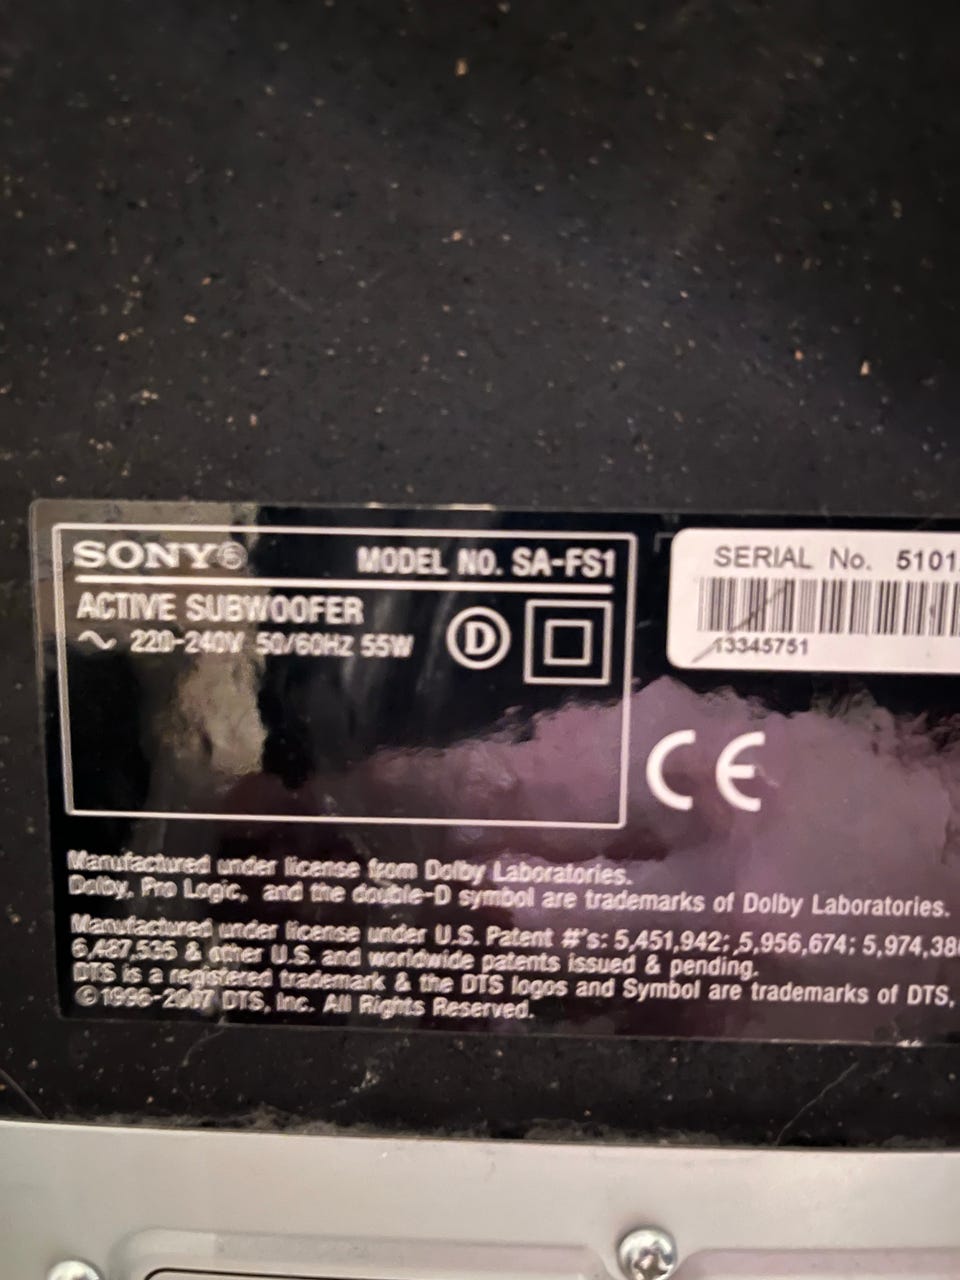 SONY®
MODEL NO. SA-FS1
ACTIVE SUBWOOFER
~ 220-240V 50/60Hz 55W
D
SERIAL No. 5101
13345751
CE
Manufactured under license from Dolby Laboratories.
Dolby, Pro Logic, and the double-D symbol are trademarks of Dolby Laboratories.
Manufactured under license under U.S. Patent #'s: 5,451,942; 5,956,674; 5,974,38
6,487,535 & other U.S. and worldwide patents issued & pending.
DTS is a registered trademark & the DTS logos and Symbol are trademarks of DTS,
©1996-2007 DTS, Inc. All Rights Reserved.